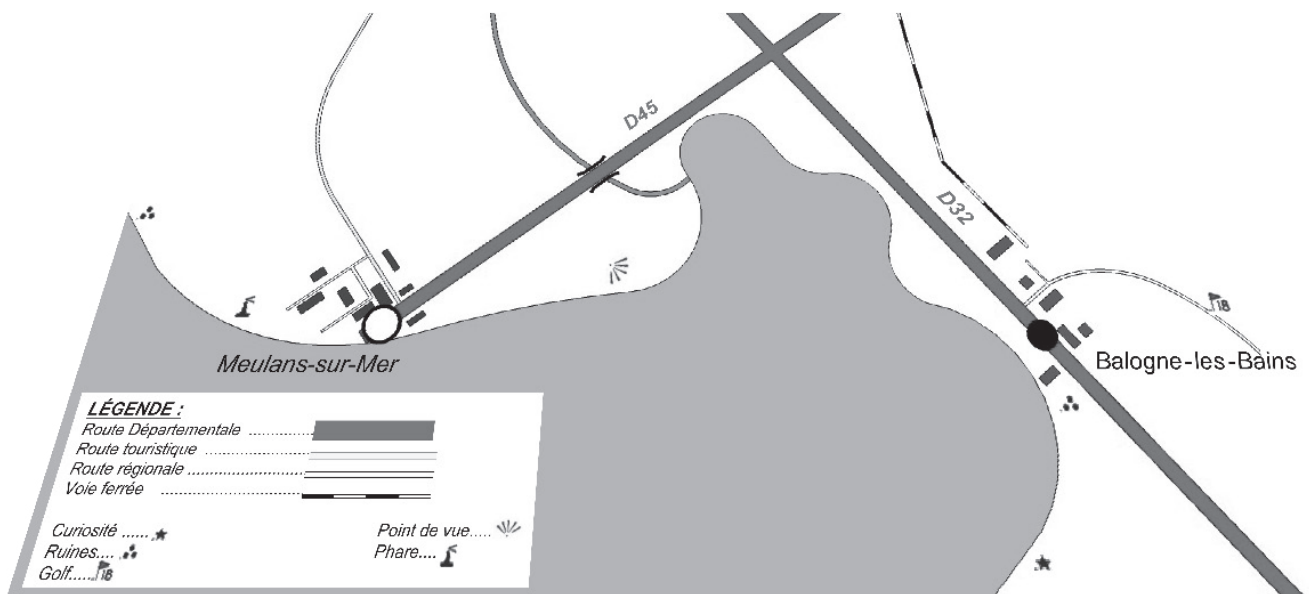 D45
D32
Meulans-sur-Mer
Balogne-les-Bains
LÉGENDE :
Route Départementale ..............
Route touristique ........................
Route régionale ........................
Voie ferrée ........................
Curiosité ......
Point de vue.....
Ruines....
Phare....
Golf.....
18
18